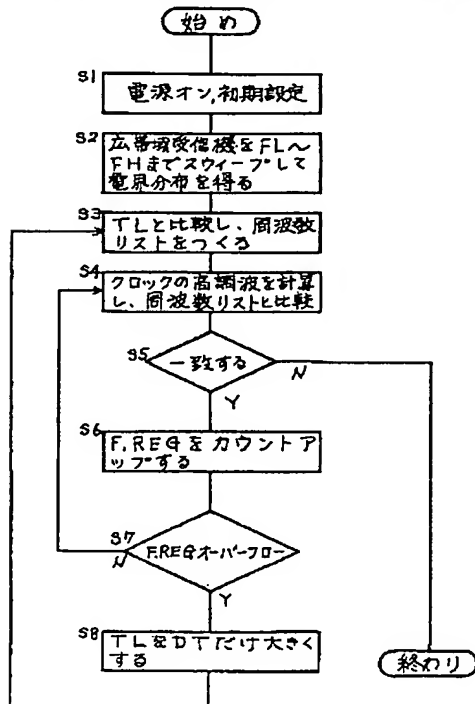 始め
S1
電源オン,初期設定
S2
広帯域受信機をFL～
FHまでスウィープして
電界分布を得る
S3
TLと比較し、周波数
リストをつくる
S4
クロックの高調波を計算
し、周波数リストと比較
S5
一致する
N
Y
S6
F.REGをカウントア
ップする
S7
F.REGオーバーフロー
N
Y
S8
TLをDTだけ大きく
する
終わり